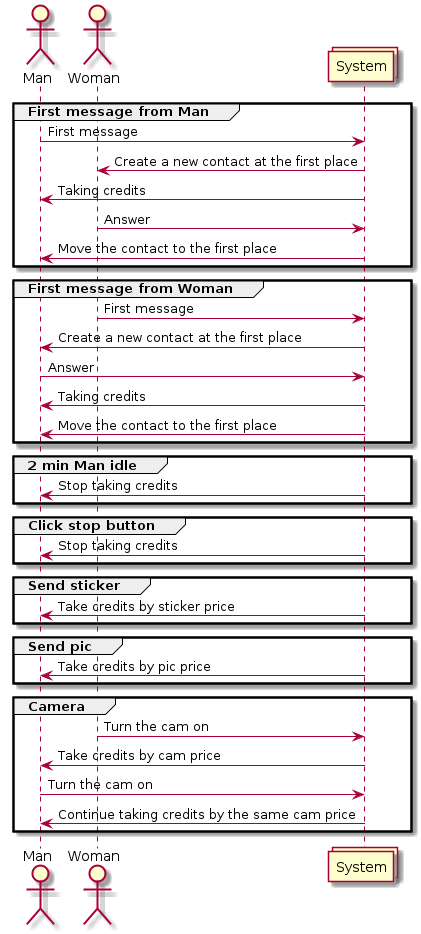 Man
Woman
System
First message from Man
First message
Create a new contact at the first place
Taking credits
Answer
Move the contact to the first place
First message from Woman
First message
Create a new contact at the first place
Answer
Taking credits
Move the contact to the first place
2 min Man idle
Stop taking credits
Click stop button
Stop taking credits
Send sticker
Take credits by sticker price
Send pic
Take credits by pic price
Camera
Turn the cam on
Take credits by cam price
Turn the cam on
Continue taking credits by the same cam price
Man
Woman
System